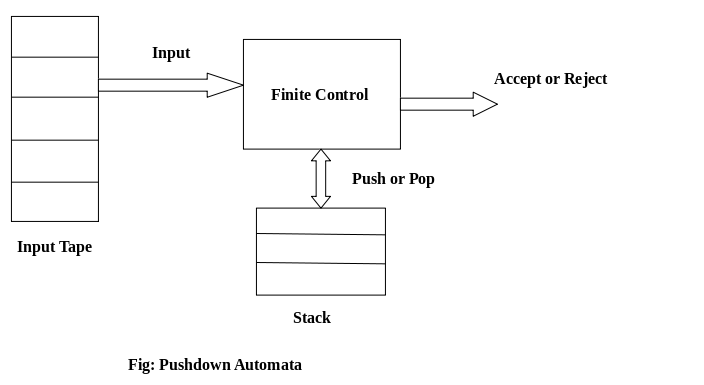 Input
Accept or Reject
Finite Control
Push or Pop
Input Tape
Stack
Fig: Pushdown Automata